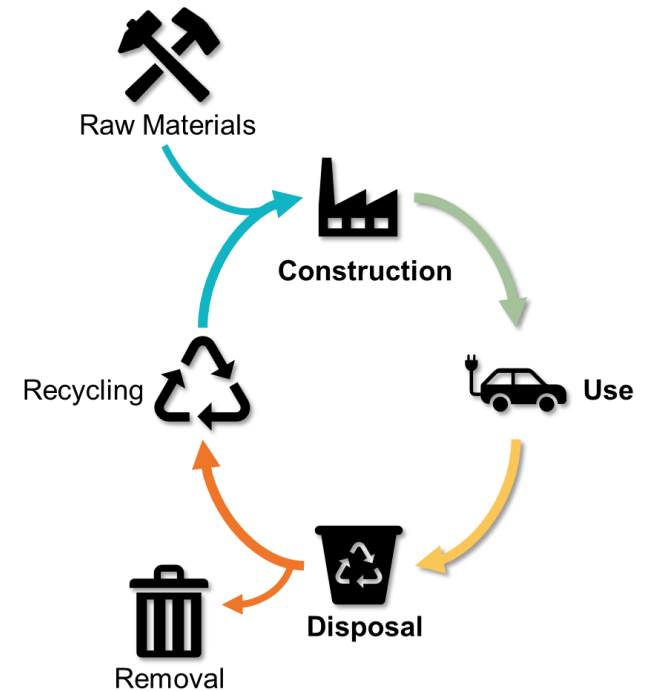 Raw Materials
Construction
Recycling
Use
Disposal
Removal